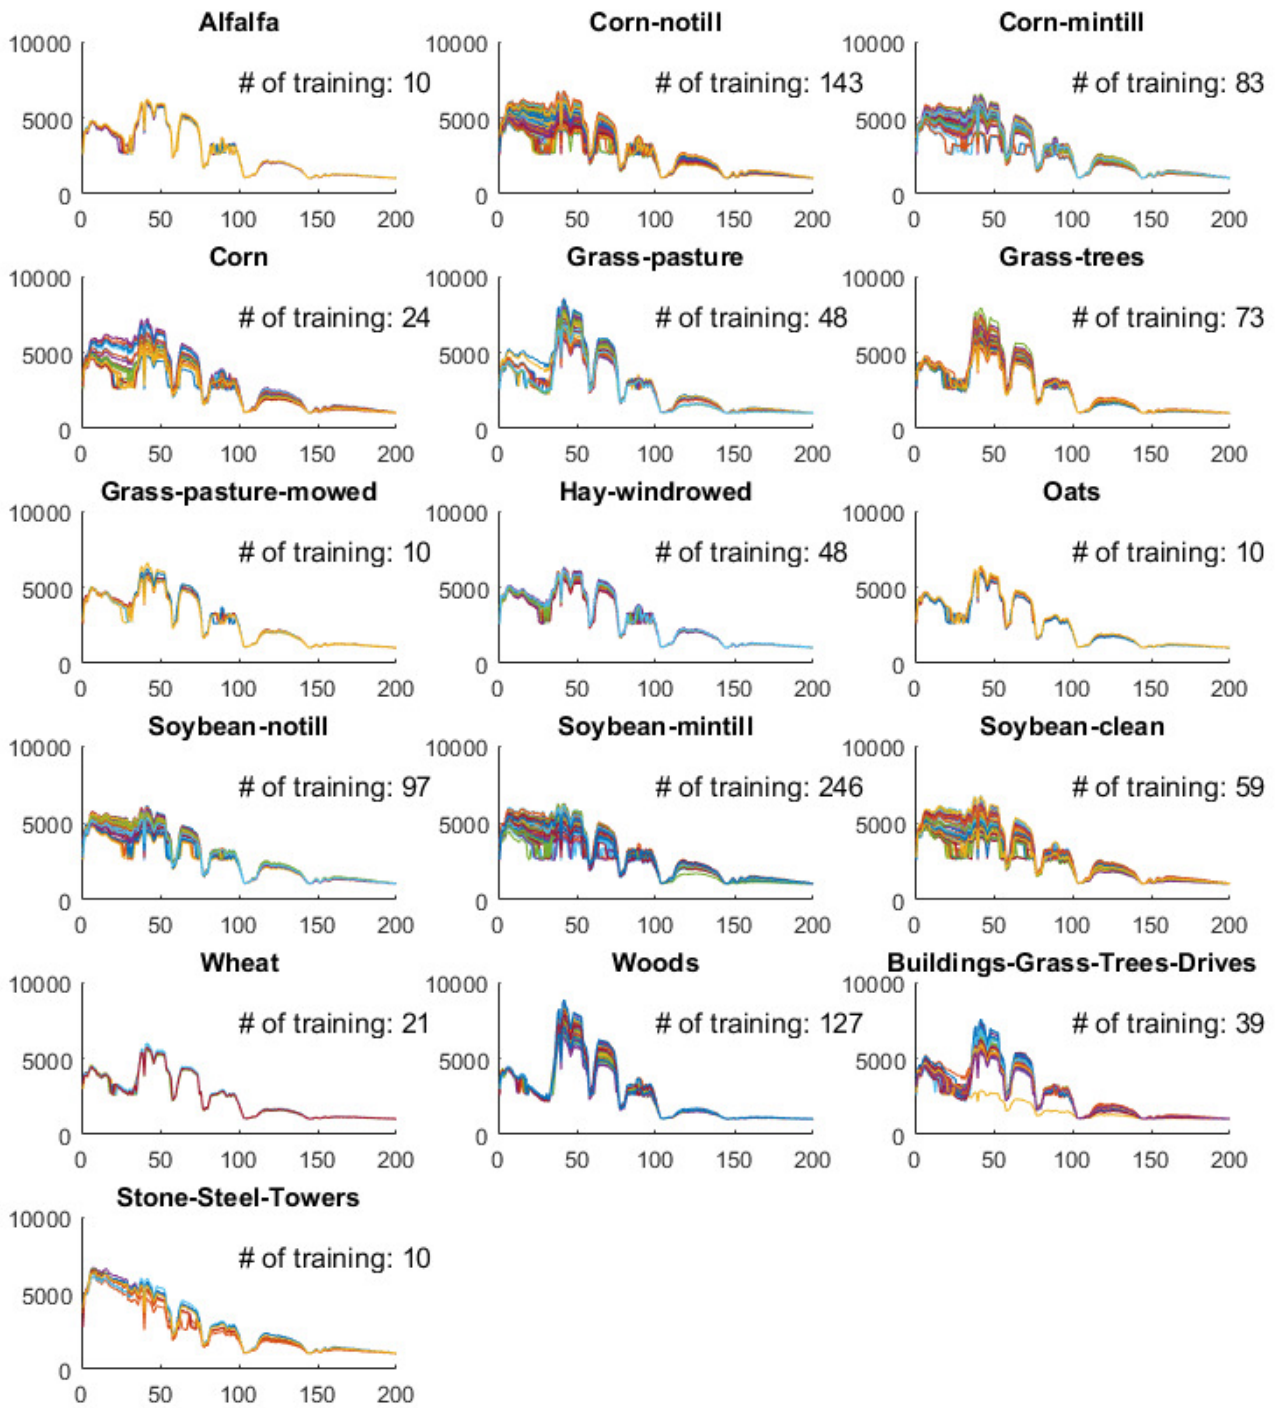 Alfalfa Corn-notill Corn-mintill
10000 10000 10000
# of training: 10 # of training: 143 # of training: 83
5000 5000 5000
0 0 0
0 50 100 150 200 0 50 100 150 200 0 50 100 150 200
Corn Grass-pasture Grass-trees
10000 10000 10000
# of training: 24 # of training: 48 # of training: 73
5000 5000 5000
0 0 0
0 50 100 150 200 0 50 100 150 200 0 50 100 150 200
Grass-pasture-mowed Hay-windrowed Oats
10000 10000 10000
# of training: 10 # of training: 48 # of training: 10
5000 5000 5000
0 0 0
0 50 100 150 200 0 50 100 150 200 0 50 100 150 200
Soybean-notill Soybean-mintill Soybean-clean
10000 10000 10000
# of training: 97 # of training: 246 # of training: 59
5000 5000 5000
0 0 0
0 50 100 150 200 0 50 100 150 200 0 50 100 150 200
Wheat Woods Buildings-Grass-Trees-Drives
10000 10000 10000
# of training: 21 # of training: 127 # of training: 39
5000 5000 5000
0 0 0
0 50 100 150 200 0 50 100 150 200 0 50 100 150 200
Stone-Steel-Towers
10000
# of training: 10
5000
0
0 50 100 150 200